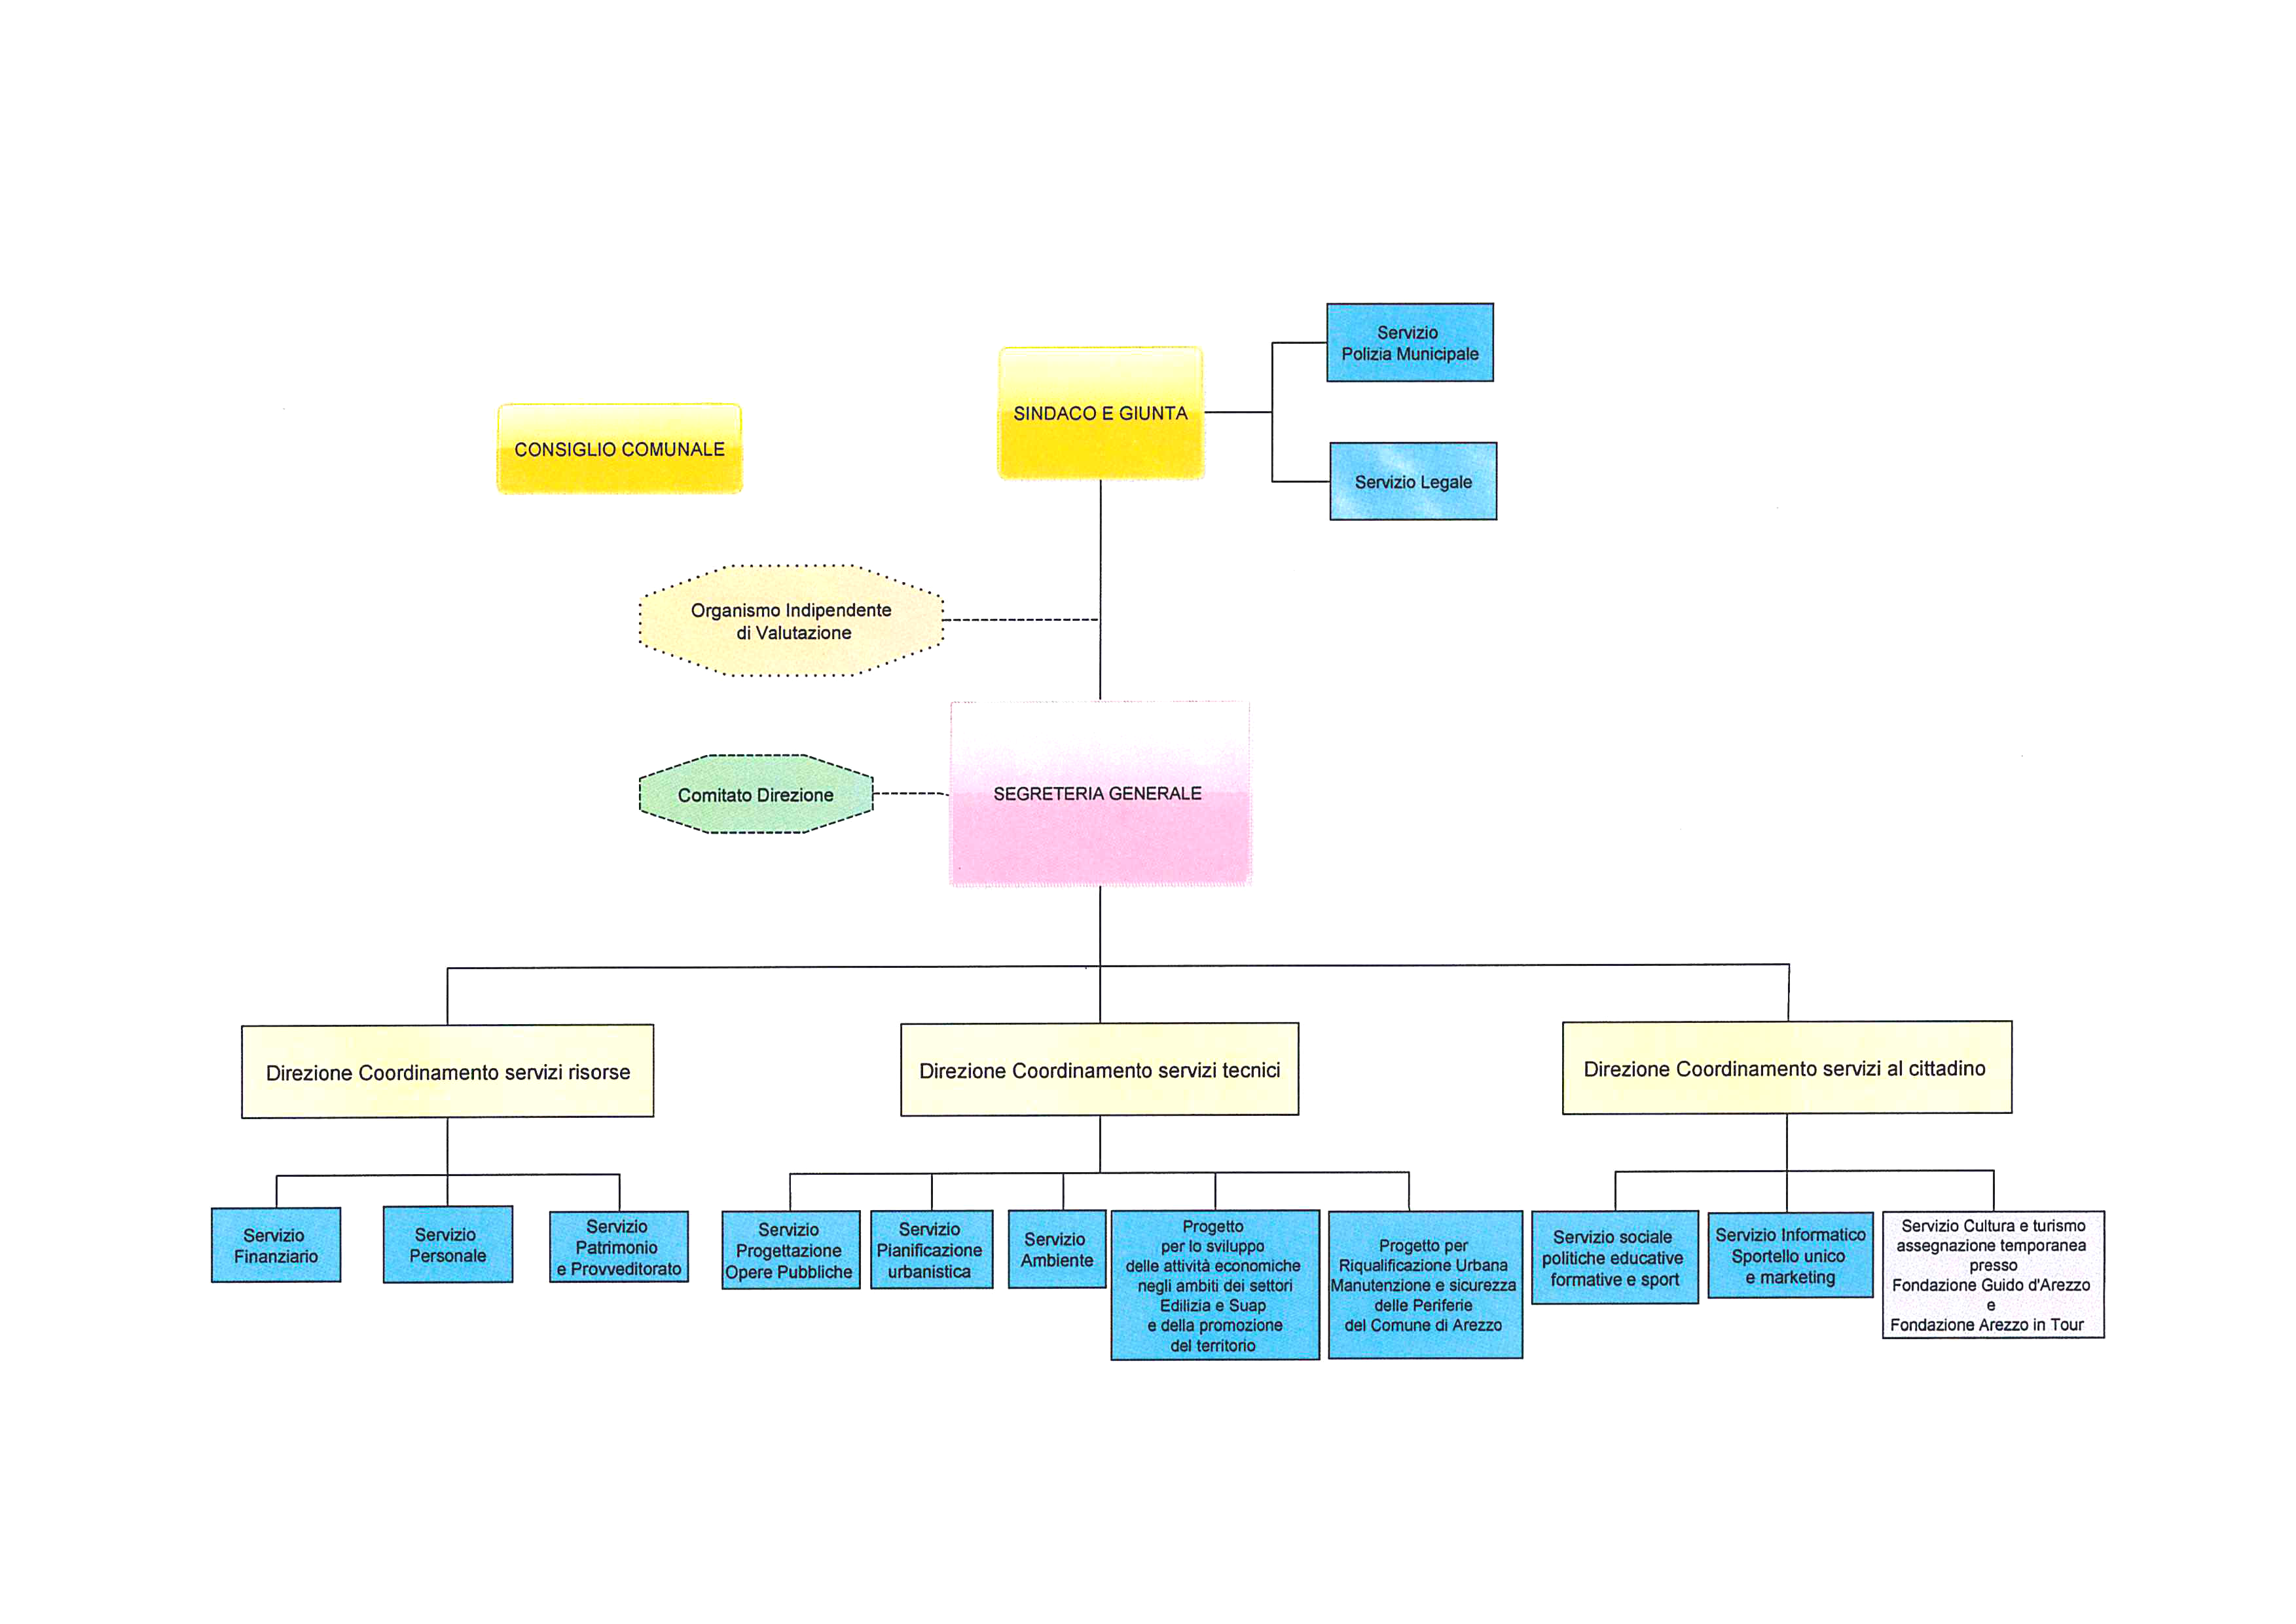 Servizio
Polizia Municipale
SINDACO E GIUNTA
CONSIGLIO COMUNALE
Servizio Legale
Organismo Indipendente
di Valutazione
SEGRETERIA GENERALE
Comitato Direzione
Direzione Coordinamento servizi risorse
Direzione Coordinamento servizi tecnici
Direzione Coordinamento servizi al cittadino
Servizio
Finanziario
Servizio
Personale
Servizio
Patrimonio
e Provveditorato
Servizio
Progettazione
Opere Pubbliche
Servizio
Pianificazione
urbanistica
Servizio
Ambiente
Progetto
per lo sviluppo
delle attività economiche
negli ambiti dei settori
Edilizia e Suap
e della promozione
del territorio
Progetto per
Riqualificazione Urbana
Manutenzione e sicurezza
delle Periferie
del Comune di Arezzo
Servizio sociale
politiche educative
formative e sport
Servizio Informatico
Sportello unico
e marketing
Servizio Cultura e turismo
assegnazione temporanea
presso
Fondazione Guido d'Arezzo
e
Fondazione Arezzo in Tour